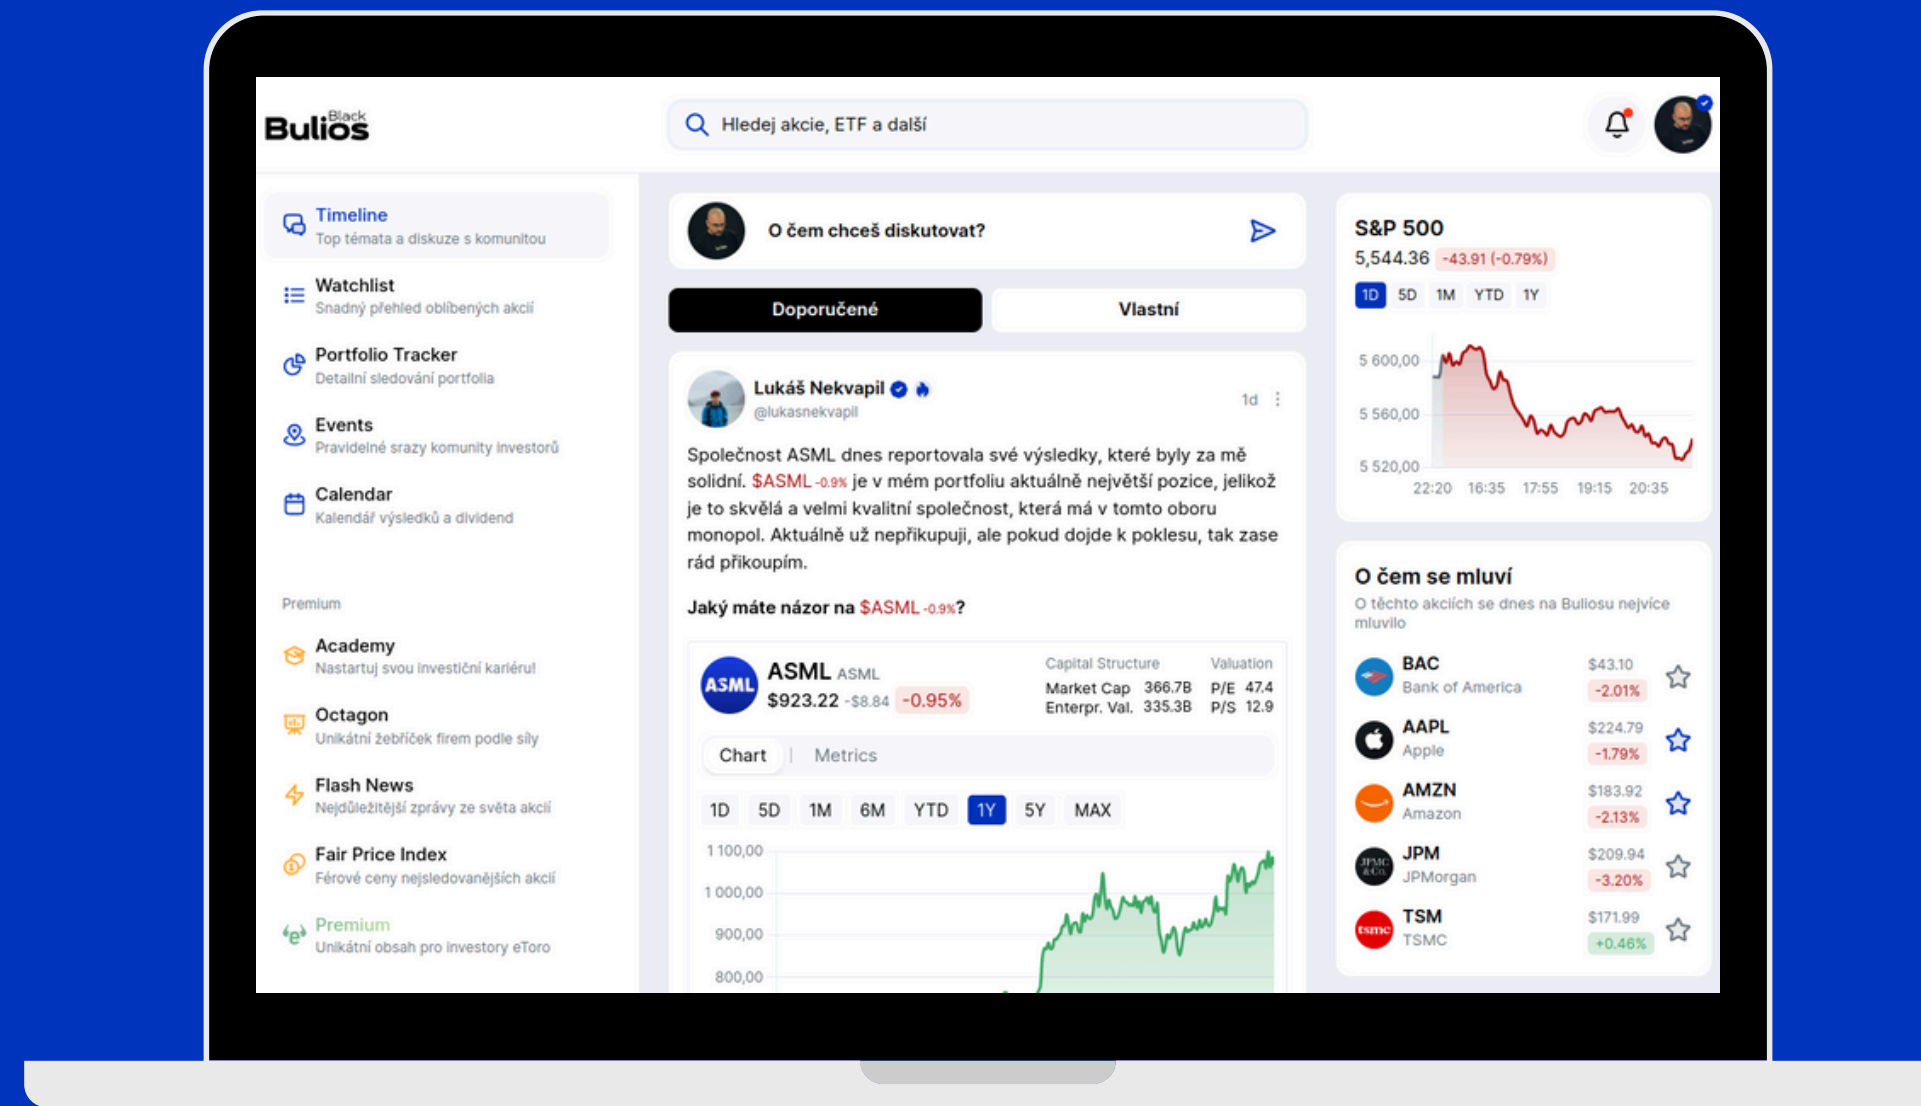 Bulios Black
Hledej akcie, ETF a další
Timeline
Top témata a diskuze s komunitou
Watchlist
Snadný přehled oblíbených akcií
Portfolio Tracker
Detailní sledování portfolia
Events
Pravidelné srazy komunity investorů
Calendar
Kalendář výsledků a dividend
Premium
Academy
Nastartuj svou investiční kariéru!
Octagon
Unikátní žebříček firem podle síly
Flash News
Nejdůležitější zprávy ze světa akcií
Fair Price Index
Férové ceny nejsledovanějších akcií
Premium
Unikátní obsah pro investory eToro
O čem chceš diskutovat?
Doporučené
Vlastní
Lukáš Nekvapil
@lukasnekvapil
1d
Společnost ASML dnes reportovala své výsledky, které byly za mě
solidní. $ASML -0.9% je v mém portfoliu aktuálně největší pozice, jelikož
je to skvělá a velmi kvalitní společnost, která má v tomto oboru
monopol. Aktuálně už nepřikupuji, ale pokud dojde k poklesu, tak zase
rád přikoupím.
Jaký máte názor na $ASML -0.9%?
ASML
ASML ASML
$923.22 -$8.84 -0.95%
Capital Structure Valuation
Market Cap 366.7B P/E 47.4
Enterpr. Val. 335.3B P/S 12.9
Chart | Metrics
1D 5D 1M 6M YTD 1Y 5Y MAX
1 100,00
1 000,00
900,00
800,00
S&P 500
5,544.36 -43.91 (-0.79%)
1D 5D 1M YTD 1Y
5 600,00
5 560,00
5 520,00
22:20 16:35 17:55 19:15 20:35
O čem se mluví
O těchto akciích se dnes na Buliosu nejvíce
mluvilo
BAC $43.10
Bank of America -2.01%
AAPL $224.79
Apple -1.79%
AMZN $183.92
Amazon -2.13%
JPMC
& Co.
JPM $209.94
JPMorgan -3.20%
tsmc
TSM $171.99
TSMC +0.46%